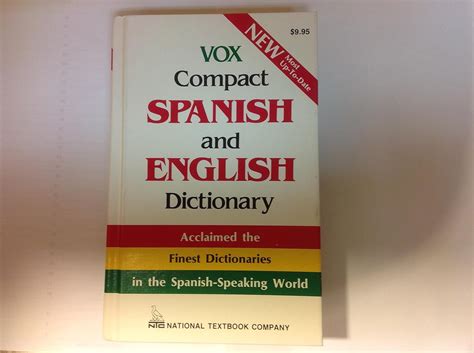 $9.95
NEW
Most
Up-To-Date
VOX
Compact
SPANISH
and
ENGLISH
Dictionary
Acclaimed the
Finest Dictionaries
in the Spanish-Speaking World
NTC NATIONAL TEXTBOOK COMPANY